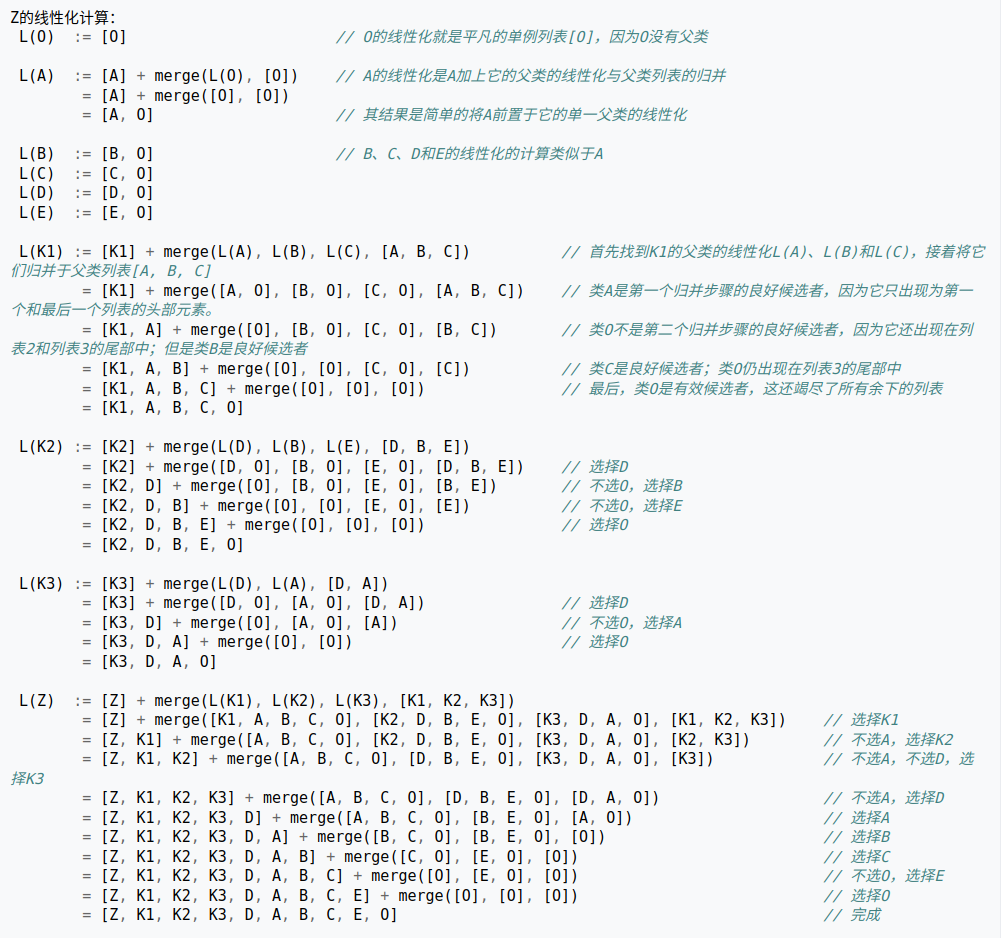 Z的线性化计算：
L(O)  := [O]                       // O的线性化就是平凡的单例列表[O]，因为O没有父类
L(A)  := [A] + merge(L(O), [O])    // A的线性化是A加上它的父类的线性化与父类列表的归并
       = [A] + merge([O], [O])
       = [A, O]                    // 其结果是简单的将A前置于它的单一父类的线性化
L(B)  := [B, O]                    // B、C、D和E的线性化的计算类似于A
L(C)  := [C, O]
L(D)  := [D, O]
L(E)  := [E, O]
L(K1) := [K1] + merge(L(A), L(B), L(C), [A, B, C])          // 首先找到K1的父类的线性化L(A)、L(B)和L(C)，接着将它
们归并于父类列表[A, B, C]
       = [K1] + merge([A, O], [B, O], [C, O], [A, B, C])    // 类A是第一个归并步骤的良好候选者，因为它只出现为第一
个和最后一个列表的头部元素。
       = [K1, A] + merge([O], [B, O], [C, O], [B, C])       // 类O不是第二个归并步骤的良好候选者，因为它还出现在列
表2和列表3的尾部中；但是类B是良好候选者
       = [K1, A, B] + merge([O], [O], [C, O], [C])          // 类C是良好候选者；类O仍出现在列表3的尾部中
       = [K1, A, B, C] + merge([O], [O], [O])               // 最后，类O是有效候选者，这还竭尽了所有余下的列表
       = [K1, A, B, C, O]
L(K2) := [K2] + merge(L(D), L(B), L(E), [D, B, E])
       = [K2] + merge([D, O], [B, O], [E, O], [D, B, E])    // 选择D
       = [K2, D] + merge([O], [B, O], [E, O], [B, E])       // 不选O，选择B
       = [K2, D, B] + merge([O], [O], [E, O], [E])          // 不选O，选择E
       = [K2, D, B, E] + merge([O], [O], [O])               // 选择O
       = [K2, D, B, E, O]
L(K3) := [K3] + merge(L(D), L(A), [D, A])
       = [K3] + merge([D, O], [A, O], [D, A])               // 选择D
       = [K3, D] + merge([O], [A, O], [A])                  // 不选O，选择A
       = [K3, D, A] + merge([O], [O])                       // 选择O
       = [K3, D, A, O]
L(Z)  := [Z] + merge(L(K1), L(K2), L(K3), [K1, K2, K3])
       = [Z] + merge([K1, A, B, C, O], [K2, D, B, E, O], [K3, D, A, O], [K1, K2, K3])    // 选择K1
       = [Z, K1] + merge([A, B, C, O], [K2, D, B, E, O], [K3, D, A, O], [K2, K3])        // 不选A，选择K2
       = [Z, K1, K2] + merge([A, B, C, O], [D, B, E, O], [K3, D, A, O], [K3])            // 不选A，不选D，选
择K3
       = [Z, K1, K2, K3] + merge([A, B, C, O], [D, B, E, O], [D, A, O])                  // 不选A，选择D
       = [Z, K1, K2, K3, D] + merge([A, B, C, O], [B, E, O], [A, O])                     // 选择A
       = [Z, K1, K2, K3, D, A] + merge([B, C, O], [B, E, O], [O])                        // 选择B
       = [Z, K1, K2, K3, D, A, B] + merge([C, O], [E, O], [O])                           // 选择C
       = [Z, K1, K2, K3, D, A, B, C] + merge([O], [E, O], [O])                           // 不选O，选择E
       = [Z, K1, K2, K3, D, A, B, C, E] + merge([O], [O], [O])                           // 选择O
       = [Z, K1, K2, K3, D, A, B, C, E, O]                                               // 完成